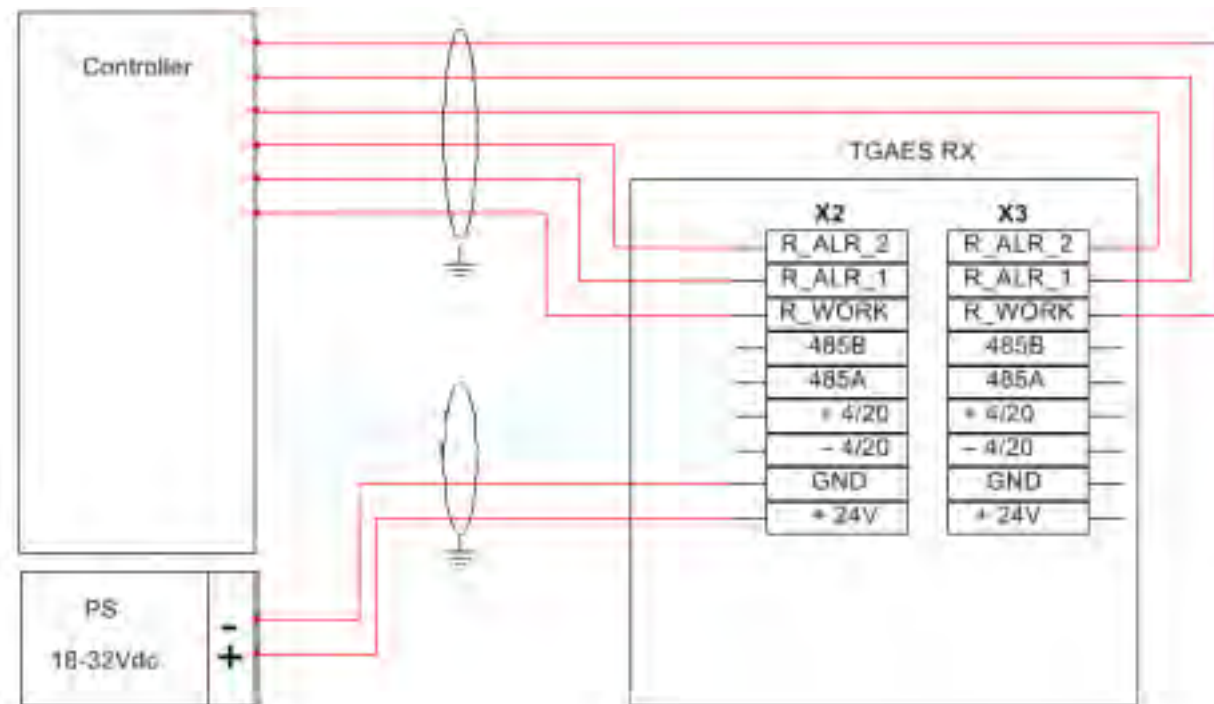 Controller
TGAES RX
X2 X3
R_ALR_2 R_ALR_2
R_ALR_1 R_ALR_1
R_WORK R_WORK
485B 485B
485A 485A
+ 4/20 + 4/20
– 4/20 – 4/20
GND GND
+ 24V + 24V
PS
-
18-32Vdc +